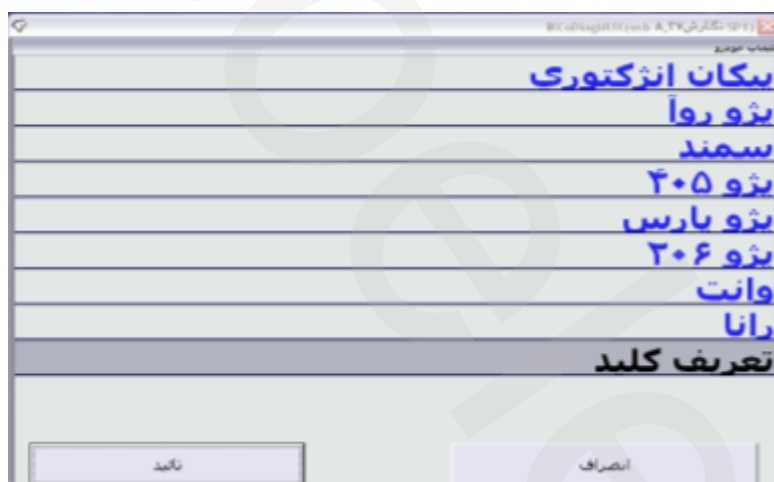 انتخاب خودرو
پیکان انژکتوری
پژو روآ
سمند
پژو ۴۰۵
پژو پارس
پژو ۲۰۶
وانت
رانا
تعریف کلید
انصراف
تائید